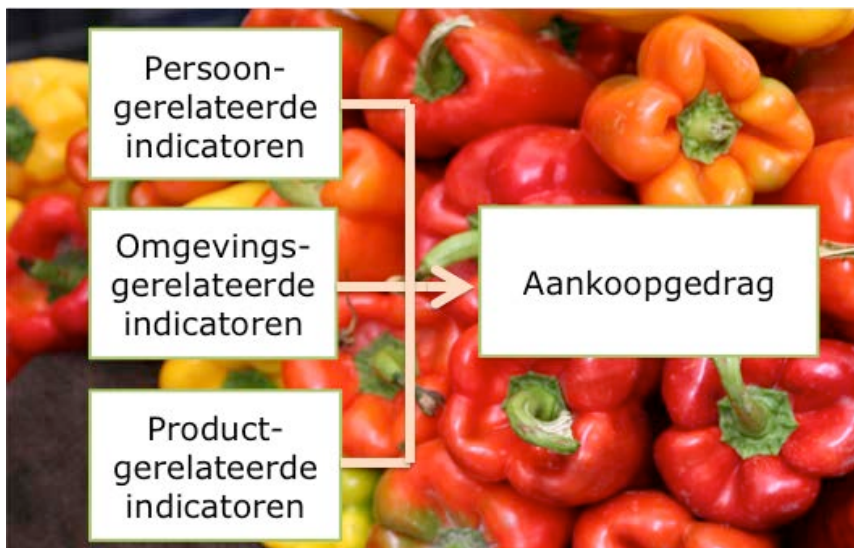 Persoon-
gerelateerde
indicatoren
Omgevings-
gerelateerde
indicatoren
Product-
gerelateerde
indicatoren
Aankoopgedrag